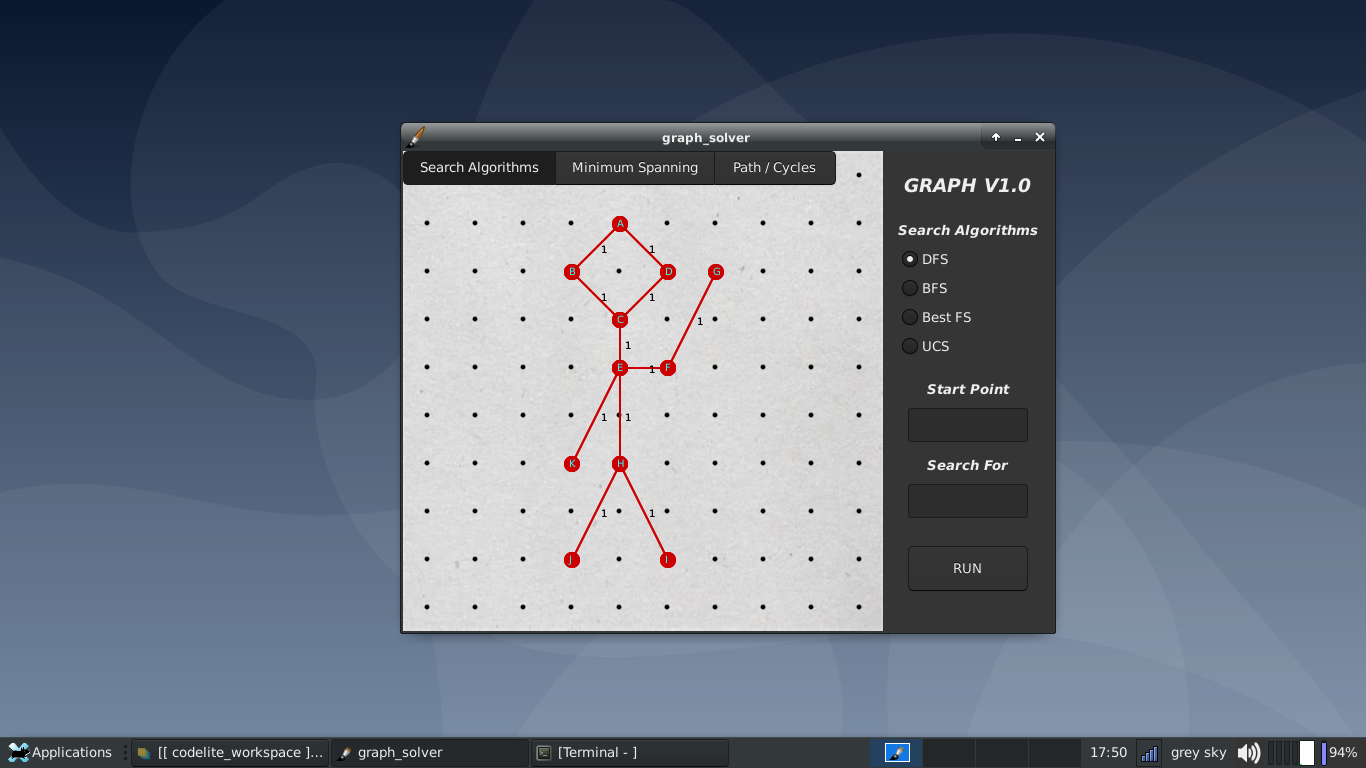 graph_solver
Search Algorithms Minimum Spanning Path / Cycles
GRAPH V1.0
Search Algorithms
DFS
BFS
Best FS
UCS
Start Point
Search For
RUN
A
1 1
B D G
1 1
C
1
1
E 1 F
1 1
K H
1 1
J I
Applications [[ codelite_workspace ]... graph_solver [Terminal - ] 17:50 grey sky 94%